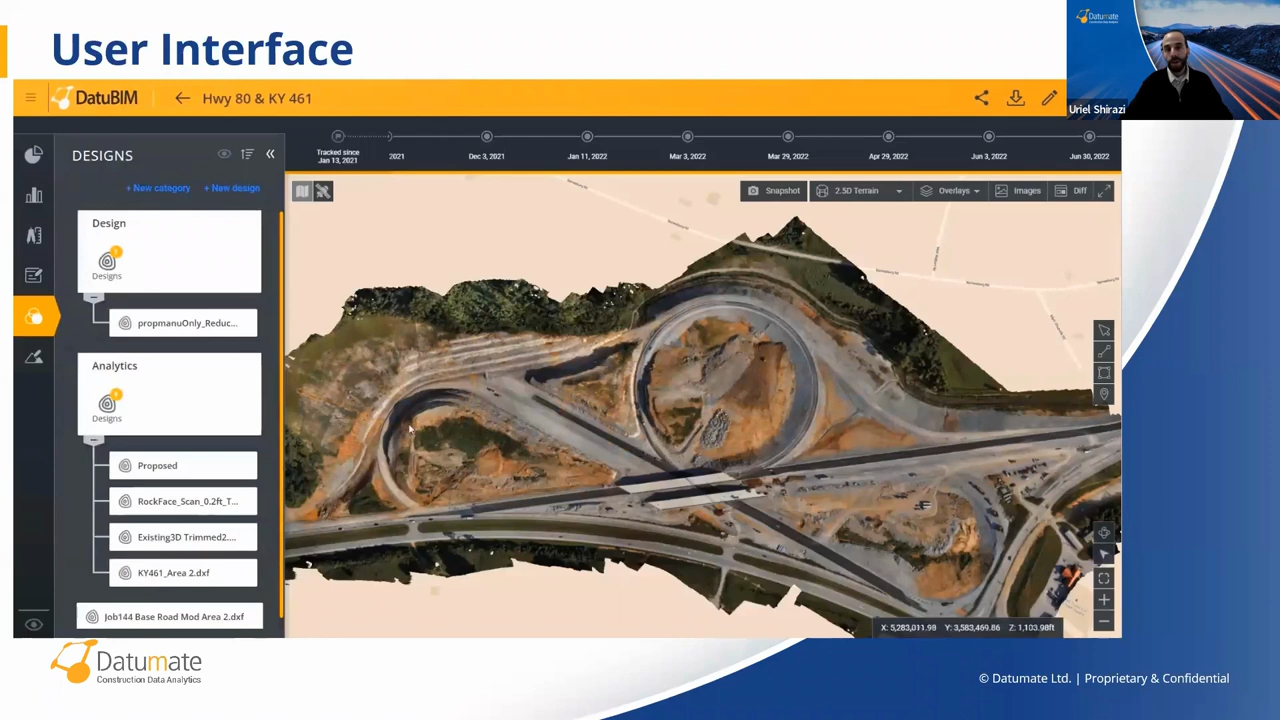 User Interface
Datumate
Uriel Shirazi
DatuBIM
Hwy 80 & KY 461
DESIGNS
+ New category + New design
Design
Designs
propmanuOnly_Reduc...
Analytics
Designs
Proposed
RockFace_Scan_0.2ft_T...
Existing3D Trimmed2....
KY461_Area 2.dxf
Job144 Base Road Mod Area 2.dxf
Tracked since
Jan 13, 2021
2021
Dec 3, 2021
Jan 11, 2022
Mar 3, 2022
Mar 29, 2022
Apr 29, 2022
Jun 3, 2022
Jun 30, 2022
Snapshot
2.5D Terrain
Overlays
Images
Diff
X: 5,283,011.98 Y: 3,583,469.86 Z: 1,103.98ft
Datumate
Construction Data Analytics
© Datumate Ltd. | Proprietary & Confidential